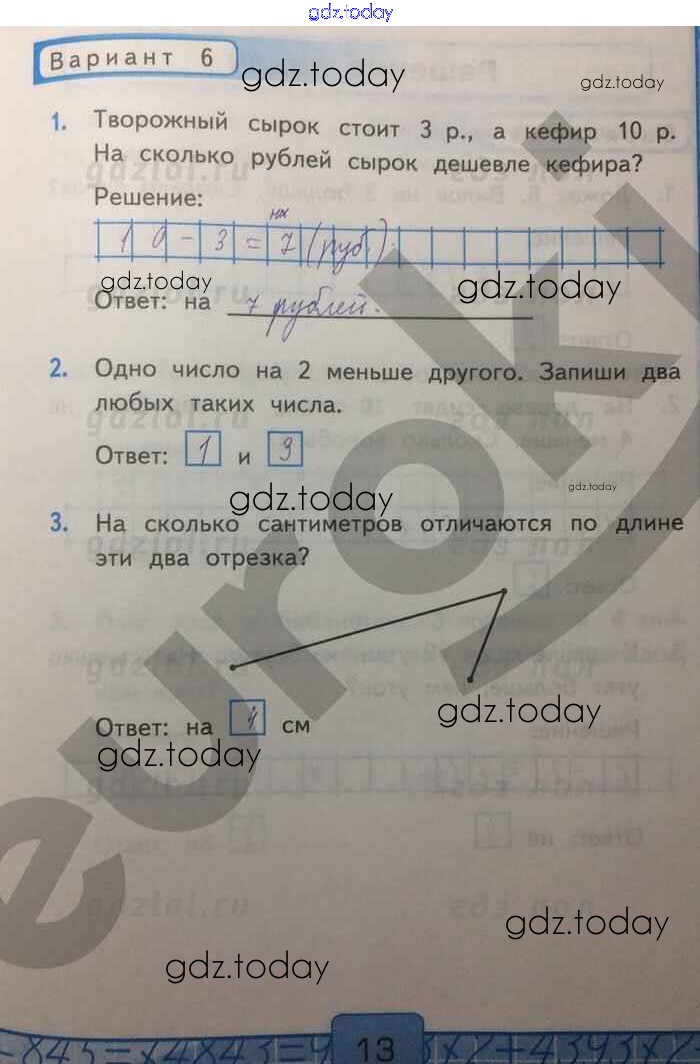 gdz.today
Вариант 6
gdz.today
gdz.today
1. Творожный сырок стоит 3 р., а кефир 10 р.
На сколько рублей сырок дешевле кефира?
Решение:
на
10-3=7(руб.)
gdz.today
gdz.today
Ответ: на 7 рублей.
2. Одно число на 2 меньше другого. Запиши два
любых таких числа.
Ответ: 1 и 3
gdz.today
gdz.today
3. На сколько сантиметров отличаются по длине
эти два отрезка?
Ответ: на 4 см
gdz.today
gdz.today
gdz.today
gdz.today
euroki
13